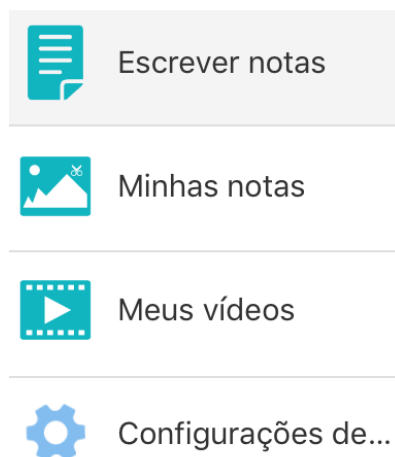 Escrever notas
Minhas notas
Meus vídeos
Configurações de...